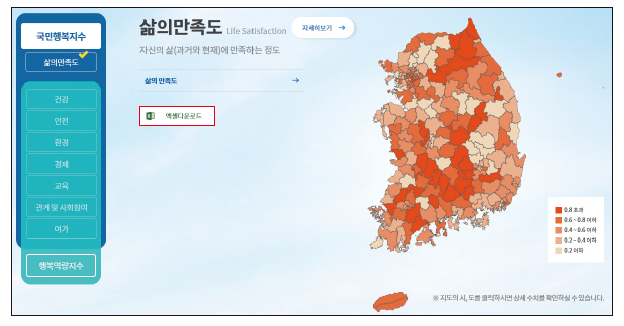 국민행복지수
삶의만족도
건강
안전
환경
경제
교육
관계 및 사회참여
여가
행복역량지수
삶의만족도 Life Satisfaction
자세히보기 →
자신의 삶(과거와 현재)에 만족하는 정도
삶의 만족도 →
엑셀다운로드
0.8 초과
0.6 ~ 0.8 이하
0.4 ~ 0.6 이하
0.2 ~ 0.4 이하
0.2 이하
※ 지도의 시, 도를 클릭하시면 상세 수치를 확인하실 수 있습니다.